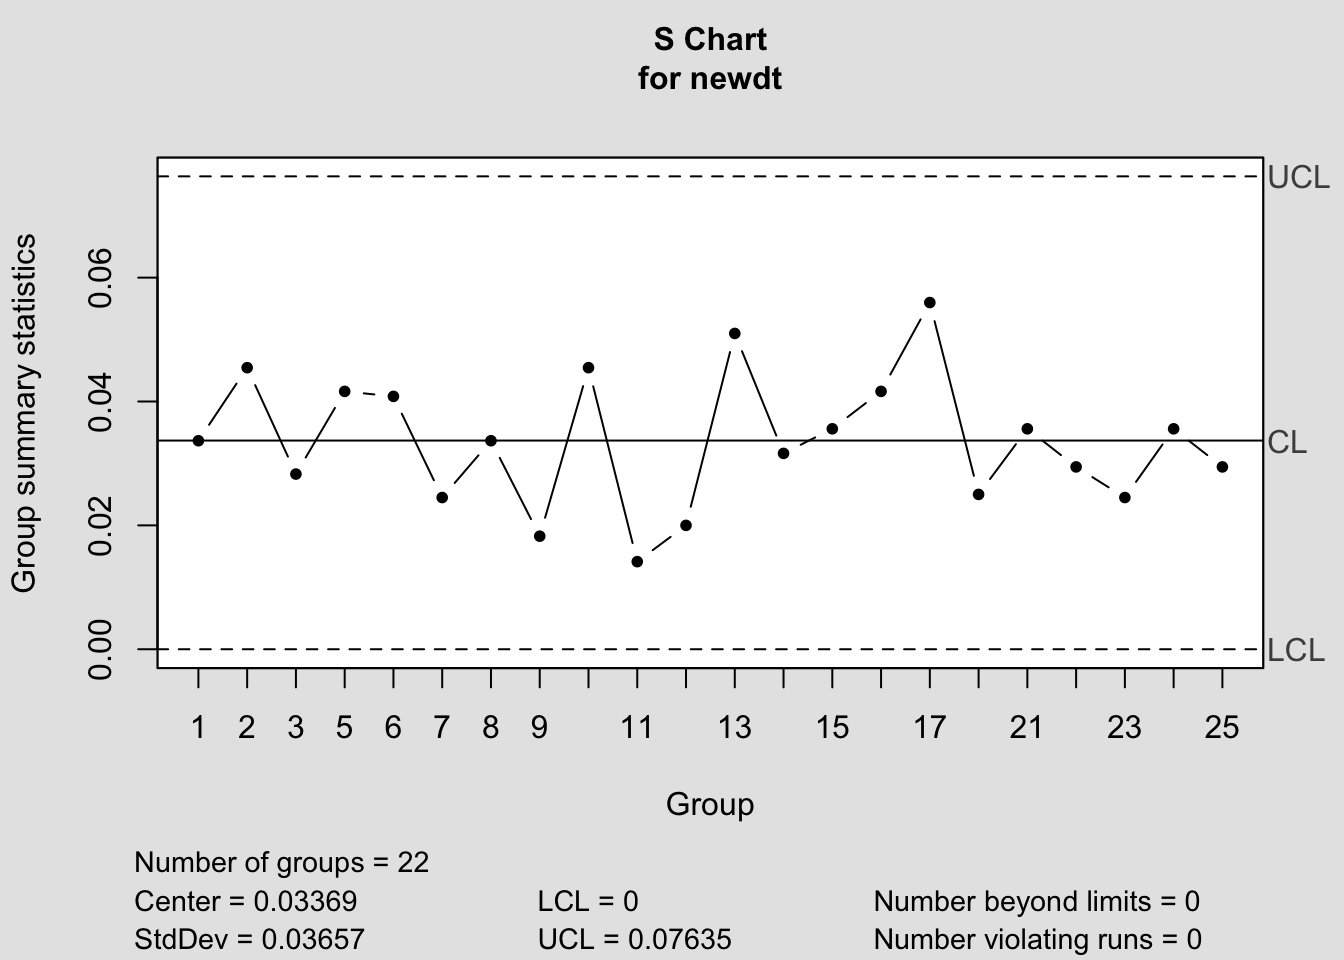 S Chart
for newdt
UCL
CL
LCL
Group summary statistics
0.06
0.04
0.02
0.00
1 2 3 5 6 7 8 9 11 13 15 17 21 23 25
Group
Number of groups = 22
Center = 0.03369 LCL = 0 Number beyond limits = 0
StdDev = 0.03657 UCL = 0.07635 Number violating runs = 0